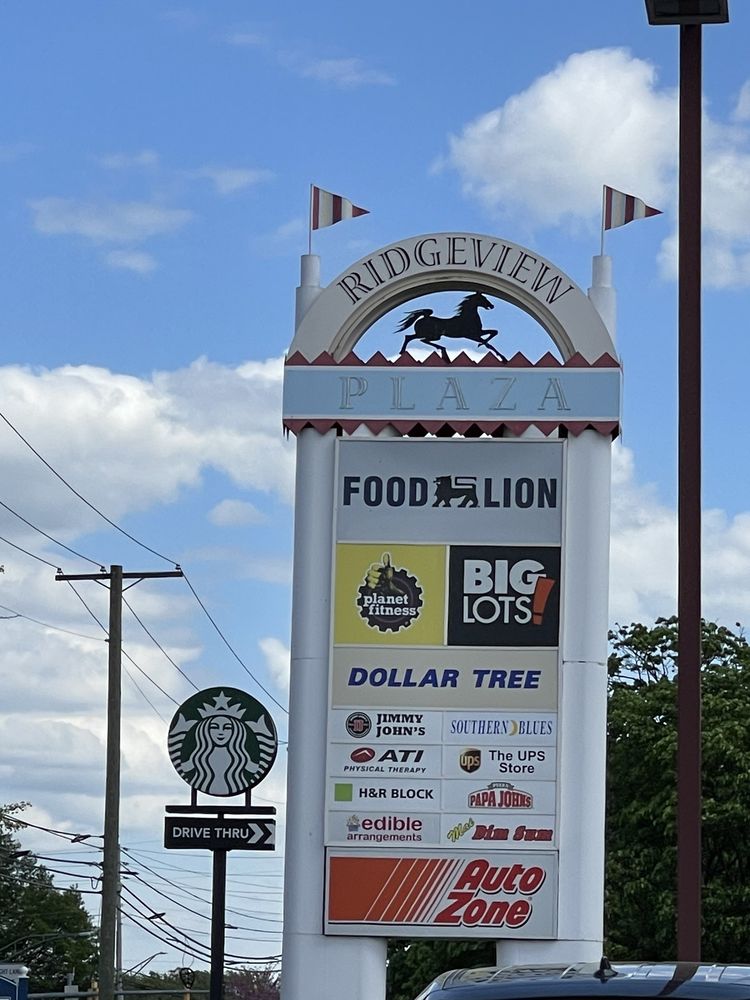 RIDGEVIEW
PLAZA
FOOD LION
planet
fitness
BIG
LOTS!
DOLLAR TREE
JIMMY
JOHN'S
SOUTHERN BLUES
ATI
PHYSICAL THERAPY
ups
The UPS
Store
H&R BLOCK
PAPA JOHNS
edible
arrangements
Mai Dim Sum
Auto
Zone
DRIVE THRU